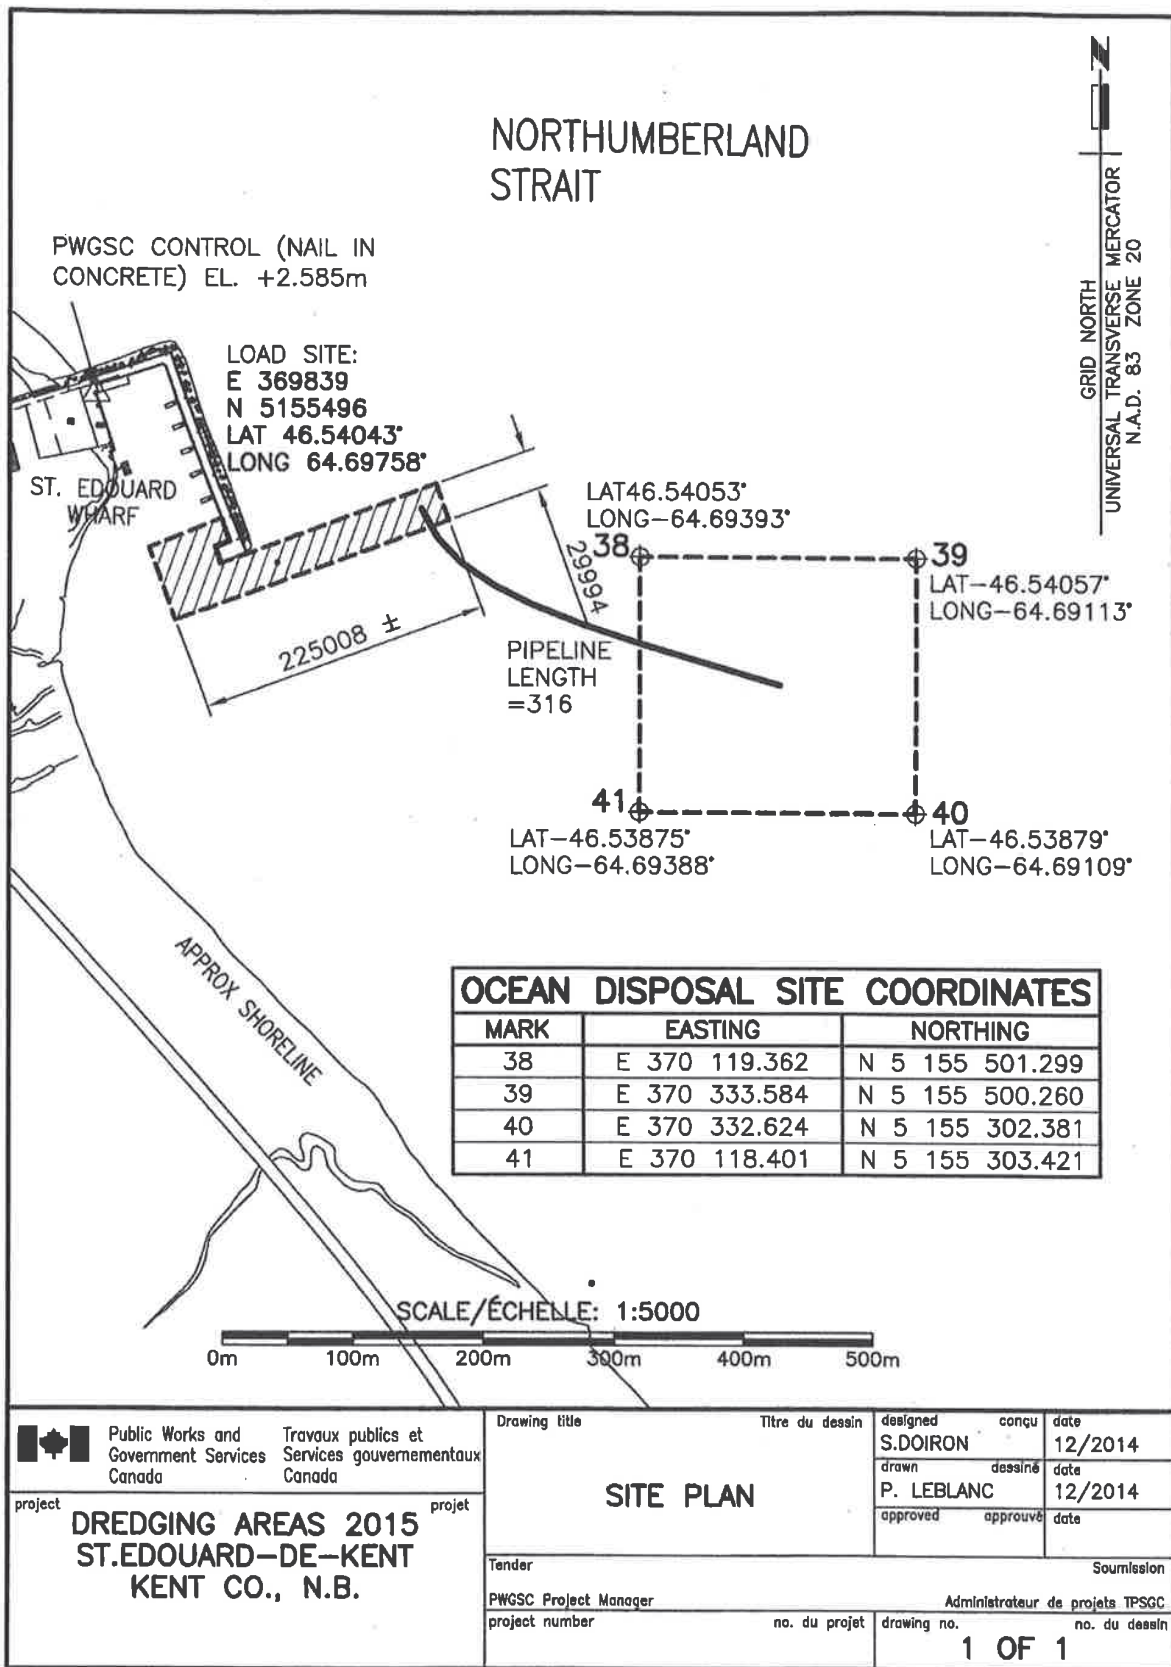 NORTHUMBERLAND
STRAIT
N
GRID NORTH
UNIVERSAL TRANSVERSE MERCATOR
N.A.D. 83 ZONE 20
PWGSC CONTROL (NAIL IN
CONCRETE) EL. +2.585m
LOAD SITE:
E 369839
N 5155496
LAT 46.54043°
LONG 64.69758°
ST. EDOUARD
WHARF
LAT46.54053°
LONG-64.69393°
38
39
LAT-46.54057°
LONG-64.69113°
29994
225008 ±
PIPELINE
LENGTH
=316
41
40
LAT-46.53875°
LONG-64.69388°
LAT-46.53879°
LONG-64.69109°
APPROX SHORELINE
OCEAN DISPOSAL SITE COORDINATES
MARK EASTING NORTHING
38 E 370 119.362 N 5 155 501.299
39 E 370 333.584 N 5 155 500.260
40 E 370 332.624 N 5 155 302.381
41 E 370 118.401 N 5 155 303.421
SCALE/ÉCHELLE: 1:5000
0m 100m 200m 300m 400m 500m
Public Works and
Government Services
Canada
Travaux publics et
Services gouvernementaux
Canada
project projet
DREDGING AREAS 2015
ST.EDOUARD-DE-KENT
KENT CO., N.B.
Drawing title Titre du dessin
SITE PLAN
designed conçu date
S.DOIRON 12/2014
drawn dessiné date
P. LEBLANC 12/2014
approved approuvé date
Tender Soumission
PWGSC Project Manager Administrateur de projets TPSGC
project number no. du projet
drawing no. no. du dessin
1 OF 1